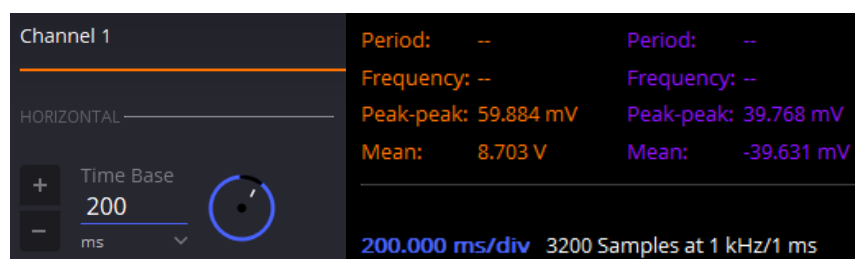 Channel 1
HORIZONTAL
+
Time Base
200
-
ms
Period: --
Frequency: --
Peak-peak: 59.884 mV
Mean: 8.703 V
Period: --
Frequency: --
Peak-peak: 39.768 mV
Mean: -39.631 mV
200.000 ms/div 3200 Samples at 1 kHz/1 ms